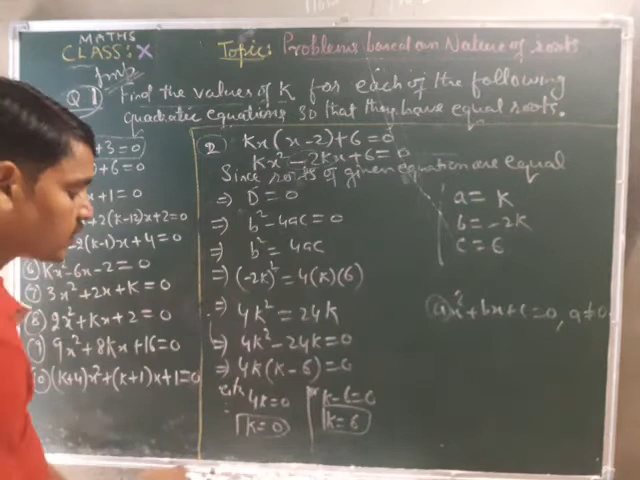 MATHS
CLASS: X
Topic: Problems based on Nature of roots
Imp
Q1 Find the values of K for each of the following
quadratic equations so that they have equal roots.
+3=0
+6=0
x+1=0
+2(k-12)x+2=0
-2(k-1)x+4=0
⑥ Kx²-6x-2=0
⑦ 3x²+2x+K=0
⑧ 2x²+Kx+2=0
⑨ 9x²+8kx+16=0
⑩ (k+4)x²+(k+1)x+1=0
② Kx(x-2)+6=0
Kx²-2Kx+6=0
Since roots of given equation are equal
⇒ D=0
⇒ b²-4ac=0
⇒ b²=4ac
⇒ (-2k)²=4(k)(6)
⇒ 4k²=24k
⇒ 4k²-24k=0
⇒ 4k(k-6)=0
4k=0
k=0
k-6=0
k=6
a=K
b=-2K
c=6
ax²+bx+c=0, a≠0